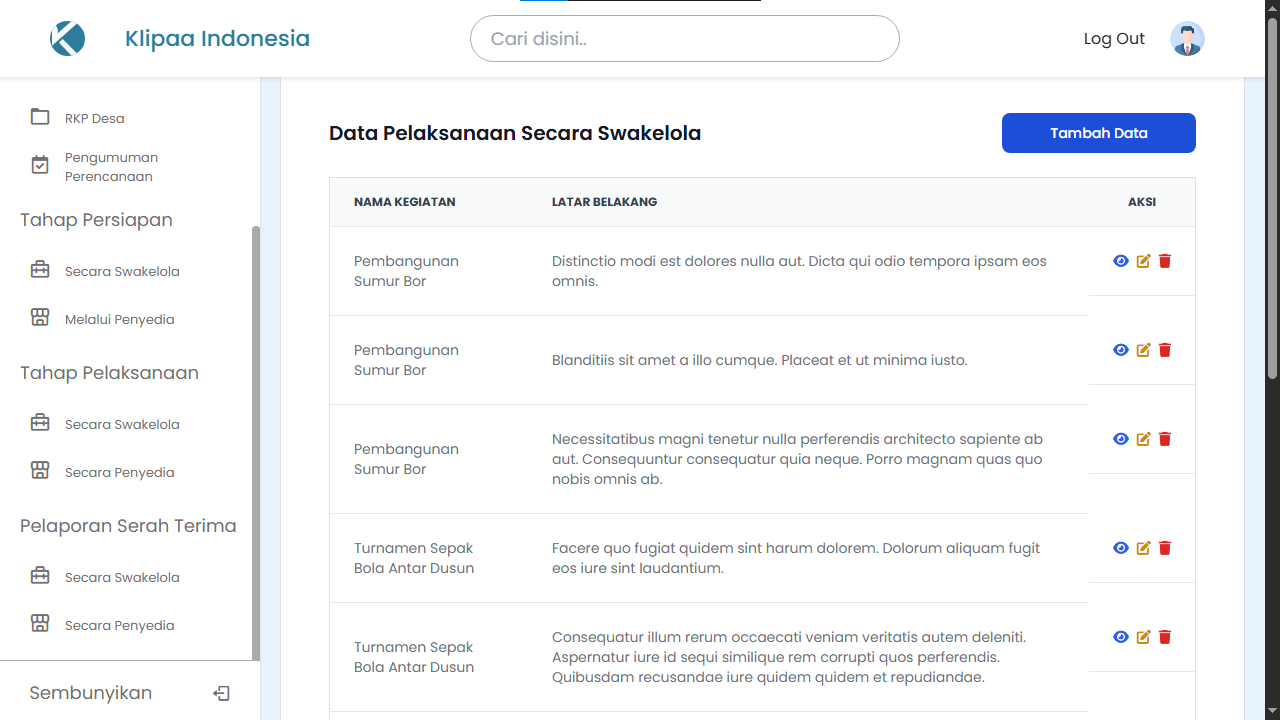 Klipaa Indonesia
Cari disini..
Log Out
RKP Desa
Pengumuman
Perencanaan
Tahap Persiapan
Secara Swakelola
Melalui Penyedia
Tahap Pelaksanaan
Secara Swakelola
Secara Penyedia
Pelaporan Serah Terima
Secara Swakelola
Secara Penyedia
Sembunyikan
Data Pelaksanaan Secara Swakelola
Tambah Data
NAMA KEGIATAN
LATAR BELAKANG
AKSI
Pembangunan
Sumur Bor
Distinctio modi est dolores nulla aut. Dicta qui odio tempora ipsam eos
omnis.
Pembangunan
Sumur Bor
Blanditiis sit amet a illo cumque. Placeat et ut minima iusto.
Pembangunan
Sumur Bor
Necessitatibus magni tenetur nulla perferendis architecto sapiente ab
aut. Consequuntur consequatur quia neque. Porro magnam quas quo
nobis omnis ab.
Turnamen Sepak
Bola Antar Dusun
Facere quo fugiat quidem sint harum dolorem. Dolorum aliquam fugit
eos iure sint laudantium.
Turnamen Sepak
Bola Antar Dusun
Consequatur illum rerum occaecati veniam veritatis autem deleniti.
Aspernatur iure id sequi similique rem corrupti quos perferendis.
Quibusdam recusandae iure quidem quidem et repudiandae.